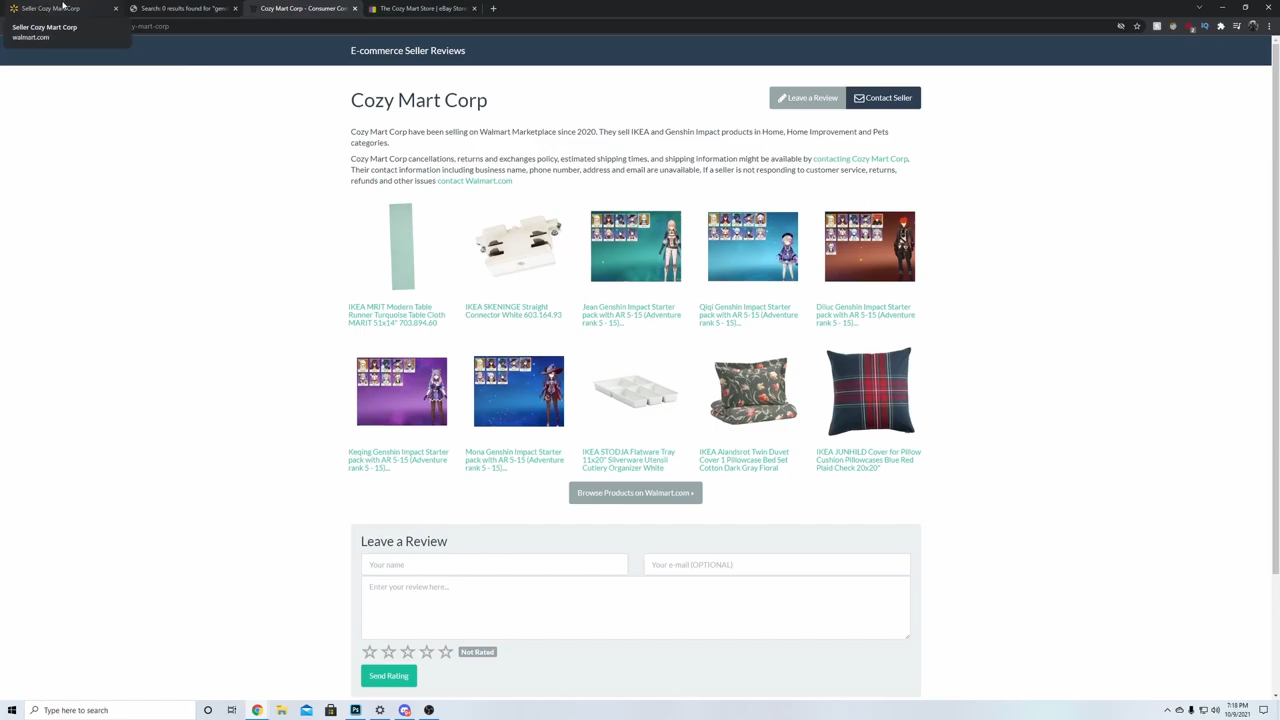 Seller Cozy Mart Corp
Search: 0 results found for "gen
Cozy Mart Corp - Consumer Con
The Cozy Mart Store | eBay Stor
Seller Cozy Mart Corp
walmart.com
y-mart-corp
E-commerce Seller Reviews
Cozy Mart Corp
Leave a Review
Contact Seller
Cozy Mart Corp have been selling on Walmart Marketplace since 2020. They sell IKEA and Genshin Impact products in Home, Home Improvement and Pets
categories.
Cozy Mart Corp cancellations, returns and exchanges policy, estimated shipping times, and shipping information might be available by contacting Cozy Mart Corp.
Their contact information including business name, phone number, address and email are unavailable. If a seller is not responding to customer service, returns,
refunds and other issues contact Walmart.com
IKEA MRIT Modern Table
Runner Turquoise Table Cloth
MARIT 51x14" 703.894.60
IKEA SKENINGE Straight
Connector White 603.164.93
Jean Genshin Impact Starter
pack with AR 5-15 (Adventure
rank 5 - 15)...
Qiqi Genshin Impact Starter
pack with AR 5-15 (Adventure
rank 5 - 15)...
Diluc Genshin Impact Starter
pack with AR 5-15 (Adventure
rank 5 - 15)...
Keqing Genshin Impact Starter
pack with AR 5-15 (Adventure
rank 5 - 15)...
Mona Genshin Impact Starter
pack with AR 5-15 (Adventure
rank 5 - 15)...
IKEA STODJA Flatware Tray
11x20" Silverware Utensil
Cutlery Organizer White
IKEA Alandsrot Twin Duvet
Cover 1 Pillowcase Bed Set
Cotton Dark Gray Floral
IKEA JUNHILD Cover for Pillow
Cushion Pillowcases Blue Red
Plaid Check 20x20"
Browse Products on Walmart.com »
Leave a Review
Your name
Your e-mail (OPTIONAL)
Enter your review here...
Not Rated
Send Rating
Type here to search
7:18 PM
10/9/2021